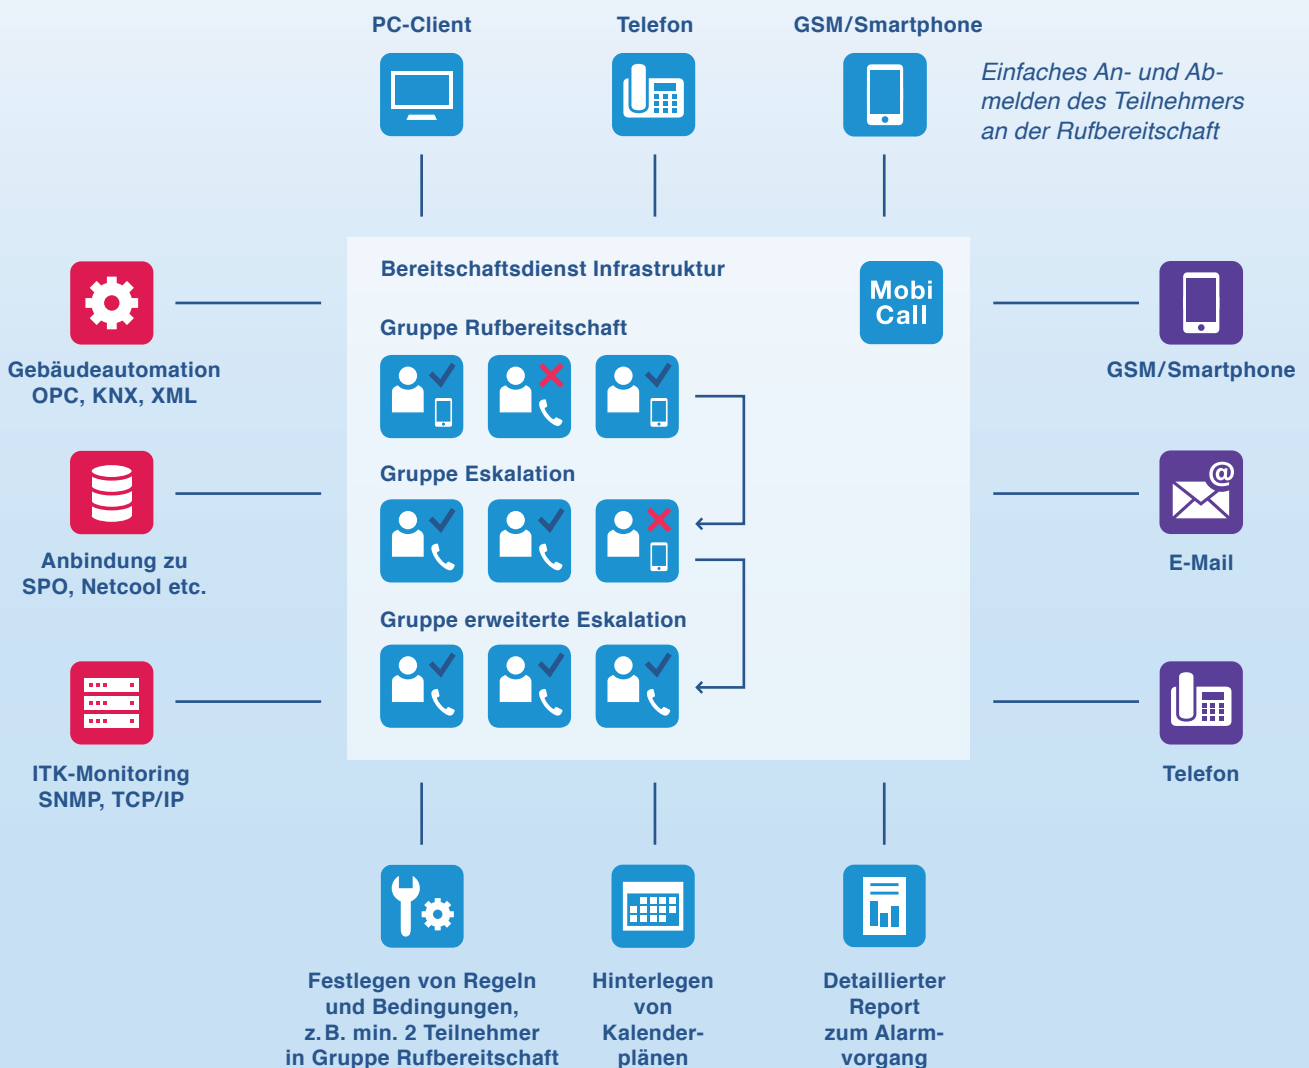 PC-Client
Telefon
GSM/Smartphone
Einfaches An- und Ab-
melden des Teilnehmers
an der Rufbereitschaft
Bereitschaftsdienst Infrastruktur
Mobi
Call
Gruppe Rufbereitschaft
Gruppe Eskalation
Gruppe erweiterte Eskalation
Gebäudeautomation
OPC, KNX, XML
Anbindung zu
SPO, Netcool etc.
ITK-Monitoring
SNMP, TCP/IP
GSM/Smartphone
@
E-Mail
Telefon
Festlegen von Regeln
und Bedingungen,
z. B. min. 2 Teilnehmer
in Gruppe Rufbereitschaft
Hinterlegen
von
Kalender-
plänen
Detaillierter
Report
zum Alarm-
vorgang